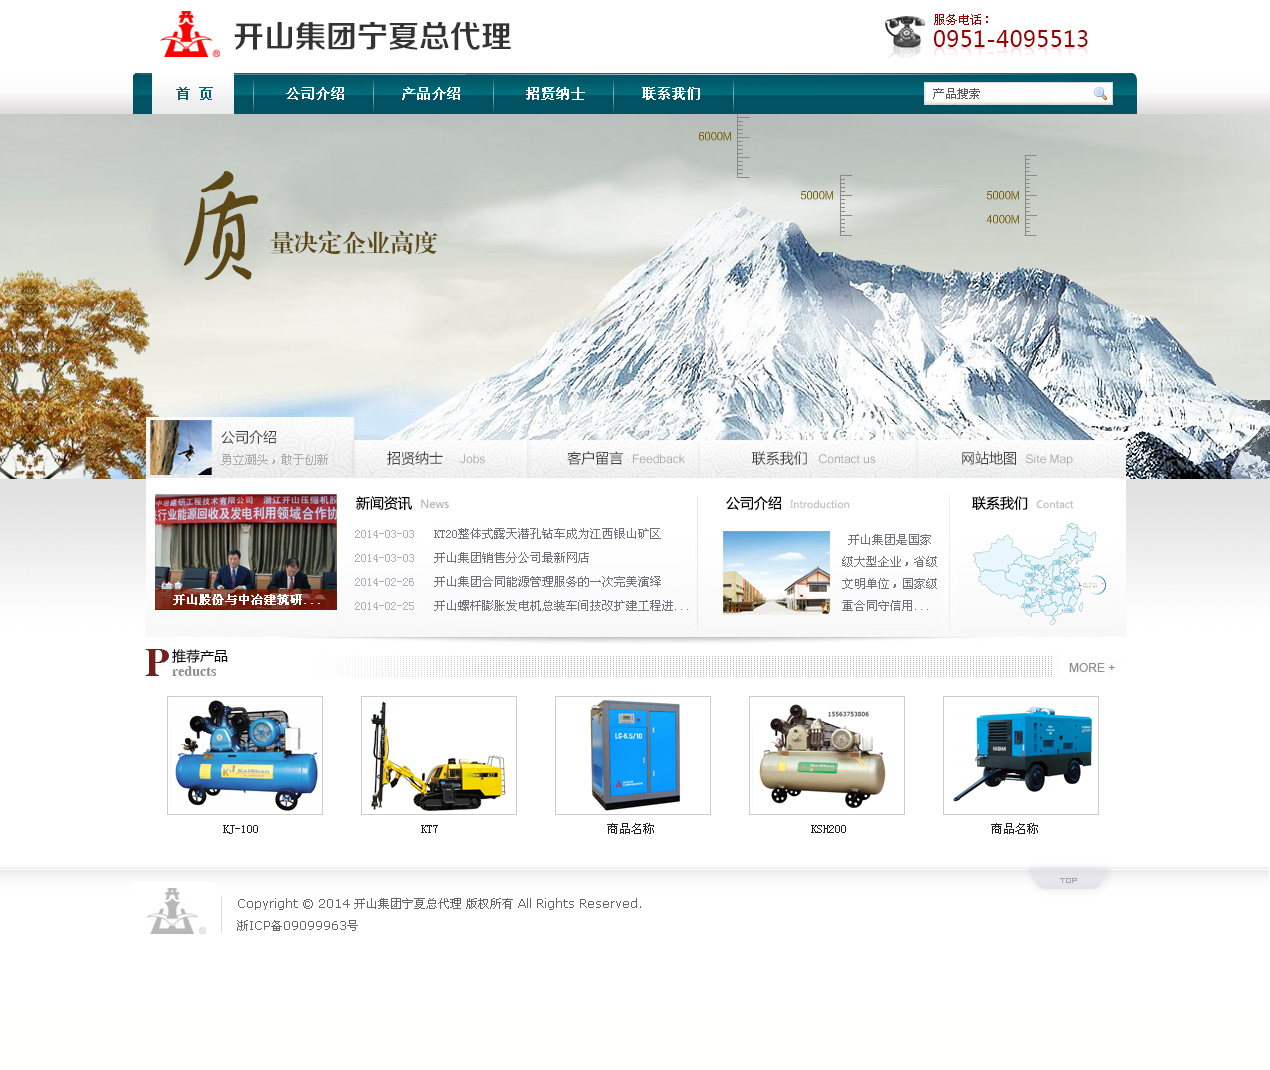 开山集团宁夏总代理
服务电话：
0951-4095513
首 页
公司介绍
产品介绍
招贤纳士
联系我们
产品搜索
6000M
5000M
5000M
4000M
质
量决定企业高度
公司介绍
勇立潮头，敢于创新
招贤纳士 Jobs
客户留言 Feedback
联系我们 Contact us
网站地图 Site Map
开山股份与中冶建筑研...
新闻资讯 News
2014-03-03 KT20整体式露天潜孔钻车成为江西银山矿区
2014-03-03 开山集团销售分公司最新网店
2014-02-26 开山集团合同能源管理服务的一次完美演绎
2014-02-25 开山螺杆膨胀发电机总装车间技改扩建工程进...
公司介绍 Introduction
开山集团是国家
级大型企业，省级
文明单位，国家级
重合同守信用...
联系我们 Contact
推荐产品
Preducts
MORE +
LG-6.5/10
15563753806
KJ KaiShan
KAISHAN
KJ-100
KT7
商品名称
KSH200
商品名称
TOP
Copyright © 2014 开山集团宁夏总代理 版权所有 All Rights Reserved.
浙ICP备09099963号